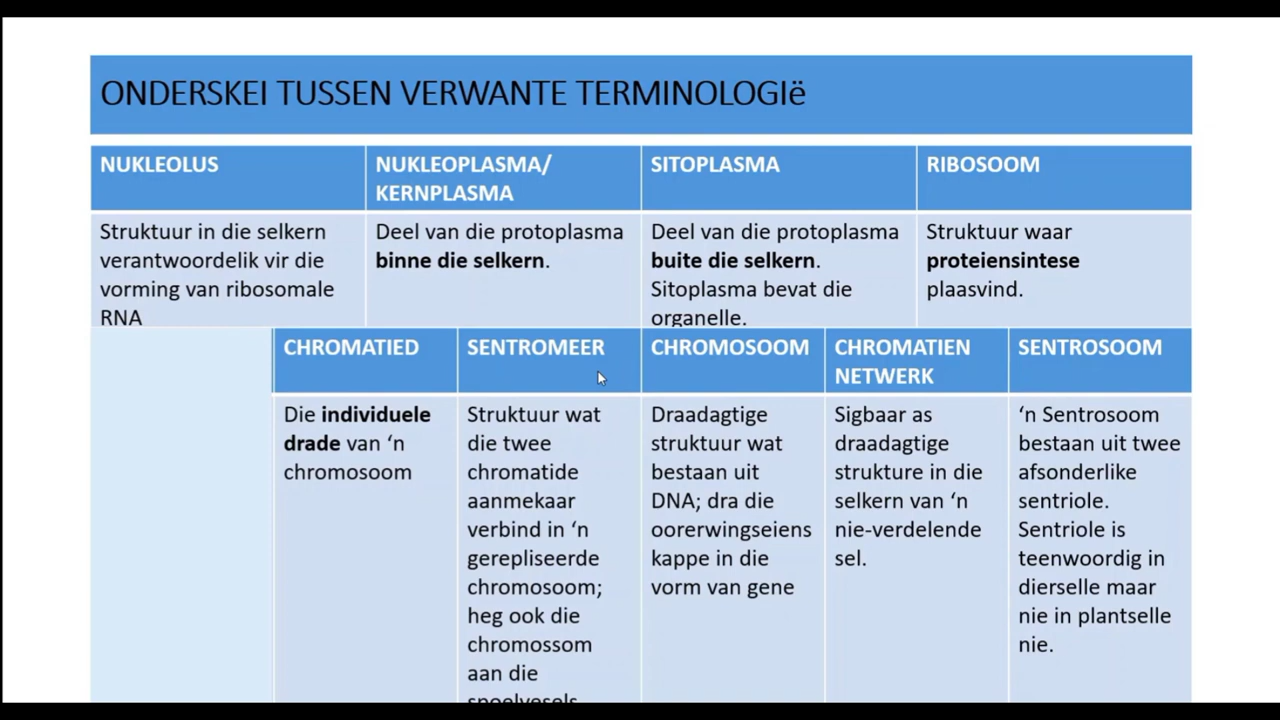 ONDERSKEI TUSSEN VERWANTE TERMINOLOGIë
NUKLEOLUS
Struktuur in die selkern
verantwoordelik vir die
vorming van ribosomale
RNA
NUKLEOPLASMA/
KERNPLASMA
Deel van die protoplasma
binne die selkern.
SITOPLASMA
Deel van die protoplasma
buite die selkern.
Sitoplasma bevat die
organelle.
RIBOSOOM
Struktuur waar
proteiensintese
plaasvind.
CHROMATIED
Die individuele
drade van ‘n
chromosoom
SENTROMEER
Struktuur wat
die twee
chromatide
aanmekaar
verbind in ‘n
gerepliseerde
chromosoom;
heg ook die
chromossom
aan die
spoelvesels
CHROMOSOOM
Draadagtige
struktuur wat
bestaan uit
DNA; dra die
oorerwingseiens
kappe in die
vorm van gene
CHROMATIEN
NETWERK
Sigbaar as
draadagtige
strukture in die
selkern van ‘n
nie-verdelende
sel.
SENTROSOOM
‘n Sentrosoom
bestaan uit twee
afsonderlike
sentriole.
Sentriole is
teenwoordig in
dierselle maar
nie in plantselle
nie.